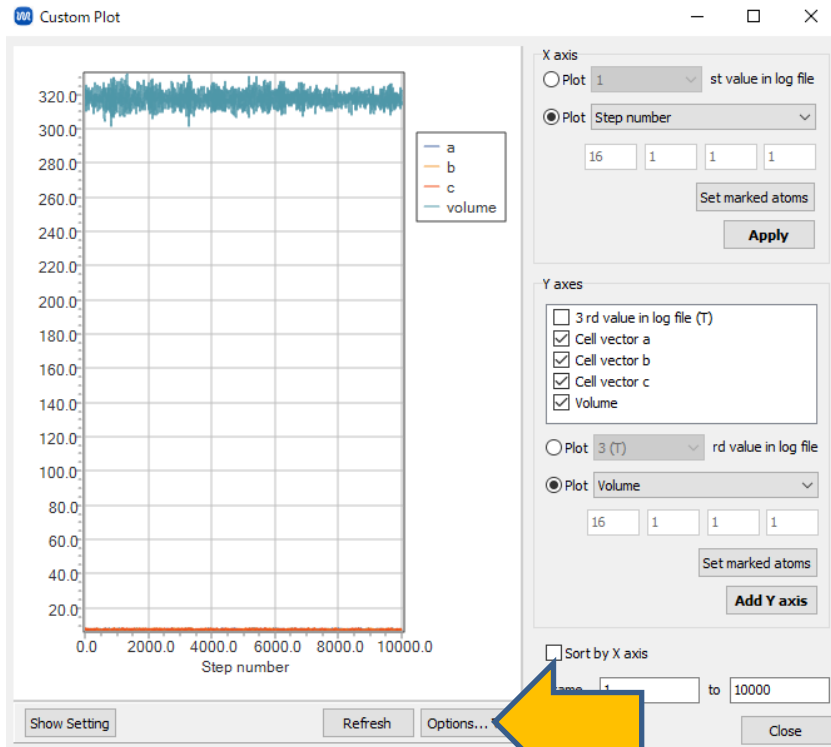 Custom Plot
320.0
300.0
280.0
260.0
240.0
220.0
200.0
180.0
160.0
140.0
120.0
100.0
80.0
60.0
40.0
20.0
0.0 2000.0 4000.0 6000.0 8000.0 10000.0
Step number
a
b
c
volume
Show Setting Refresh Options...
X axis
Plot 1 st value in log file
Plot Step number
16 1 1 1
Set marked atoms
Apply
Y axes
3 rd value in log file (T)
Cell vector a
Cell vector b
Cell vector c
Volume
Plot 3 (T) rd value in log file
Plot Volume
16 1 1 1
Set marked atoms
Add Y axis
Sort by X axis
1 to 10000
Close